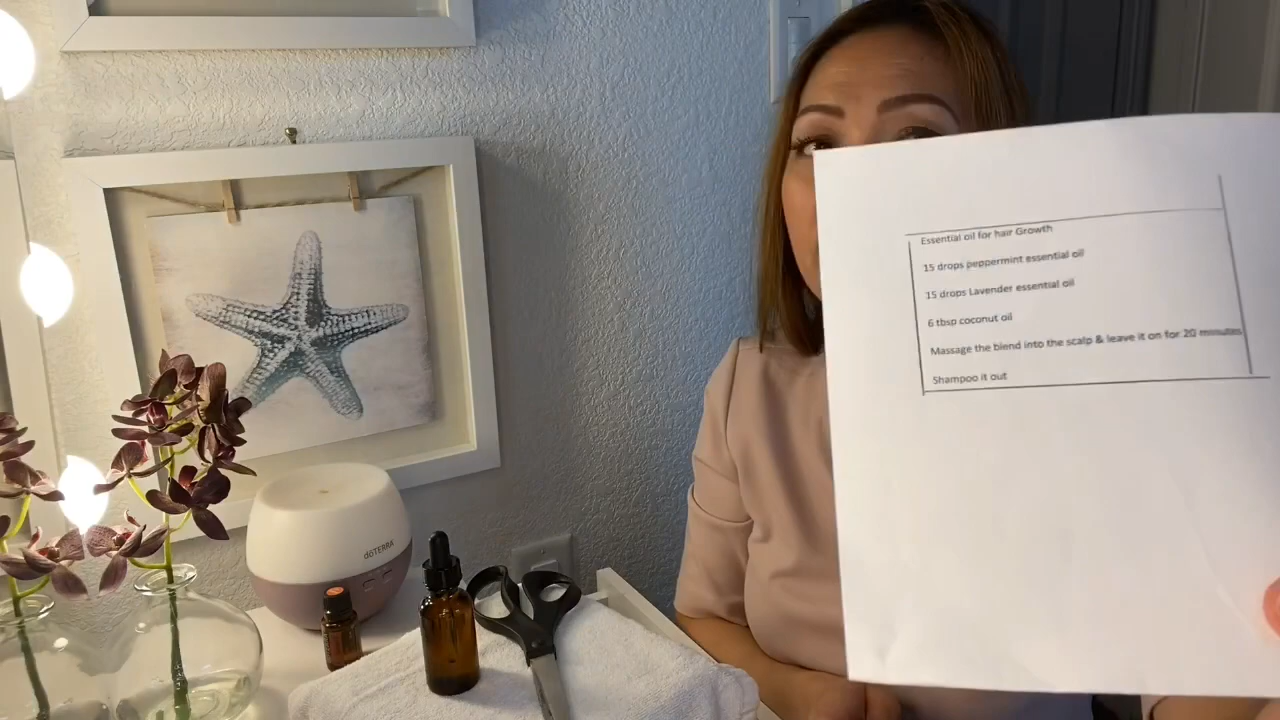 Essential oil for hair Growth
15 drops peppermint essential oil
15 drops Lavender essential oil
6 tbsp coconut oil
Massage the blend into the scalp & leave it on for 20 minutes
Shampoo it out
dōTERRA